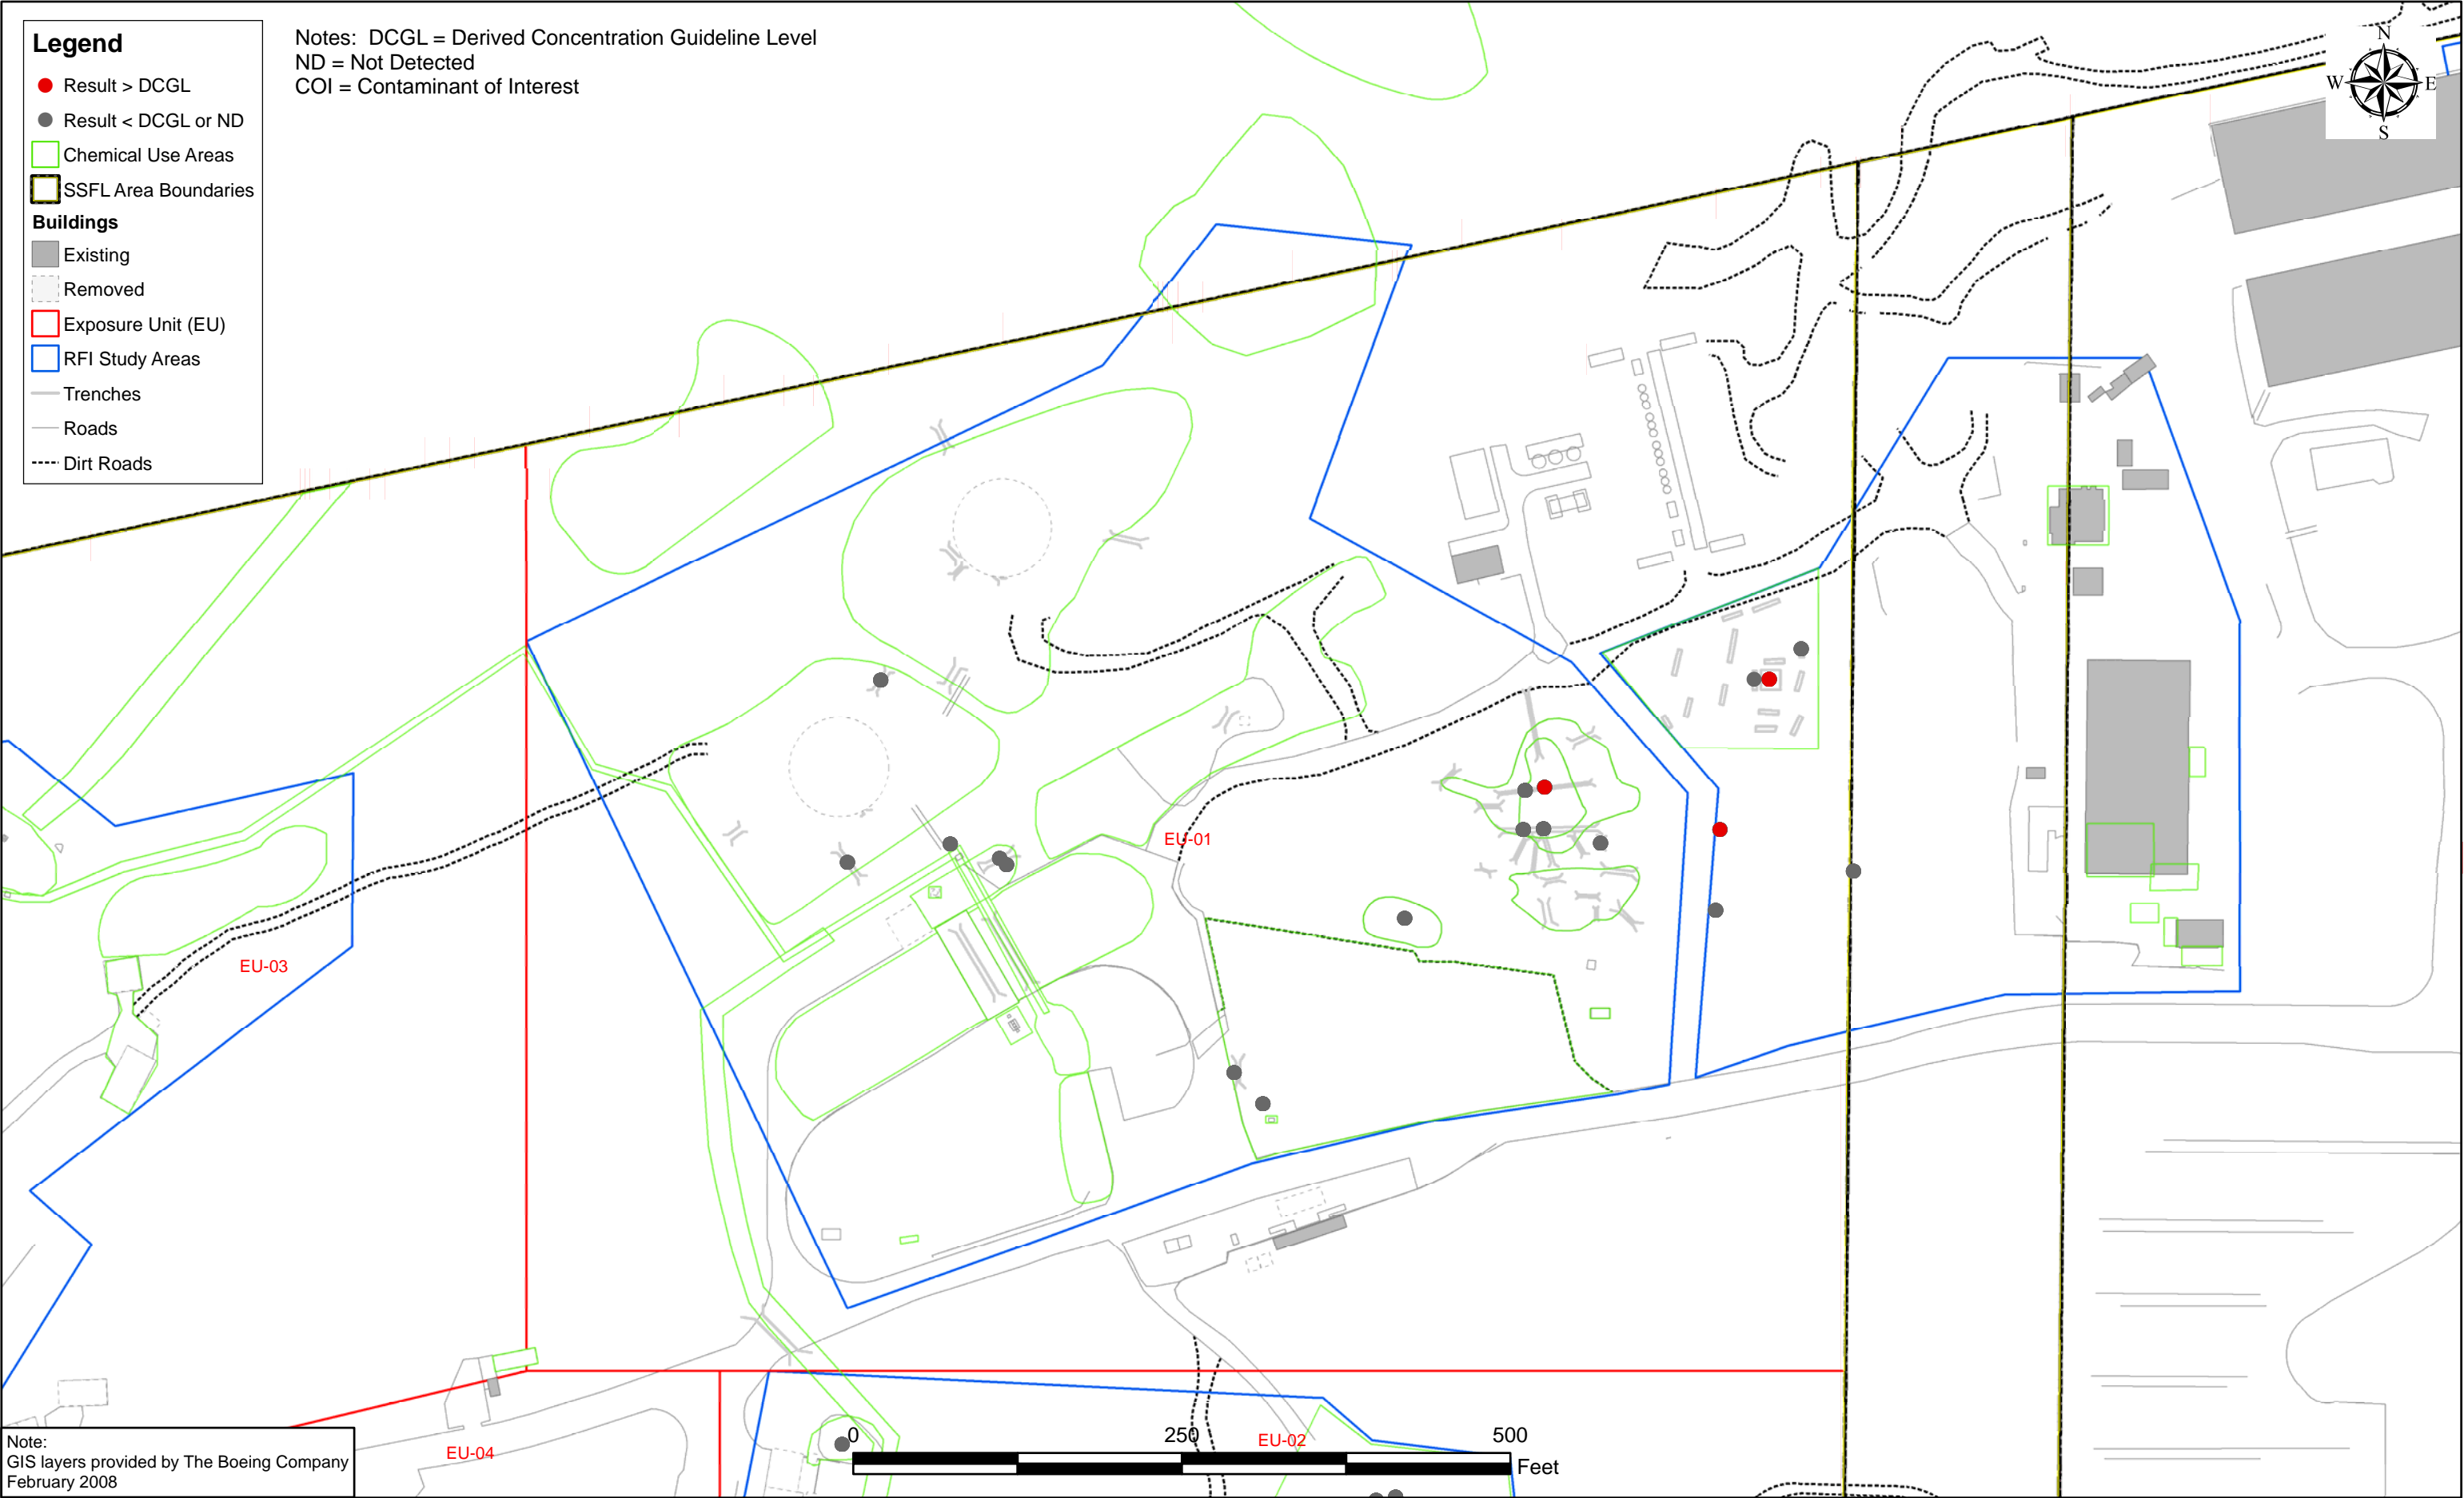 Legend
Result > DCGL
Result < DCGL or ND
Chemical Use Areas
SSFL Area Boundaries
Buildings
Existing
Removed
Exposure Unit (EU)
RFI Study Areas
Trenches
Roads
Dirt Roads
Notes: DCGL = Derived Concentration Guideline Level
ND = Not Detected
COI = Contaminant of Interest
N
W E
S
EU-01
EU-03
EU-04
EU-02
0 250 500
Feet
Note:
GIS layers provided by The Boeing Company
February 2008